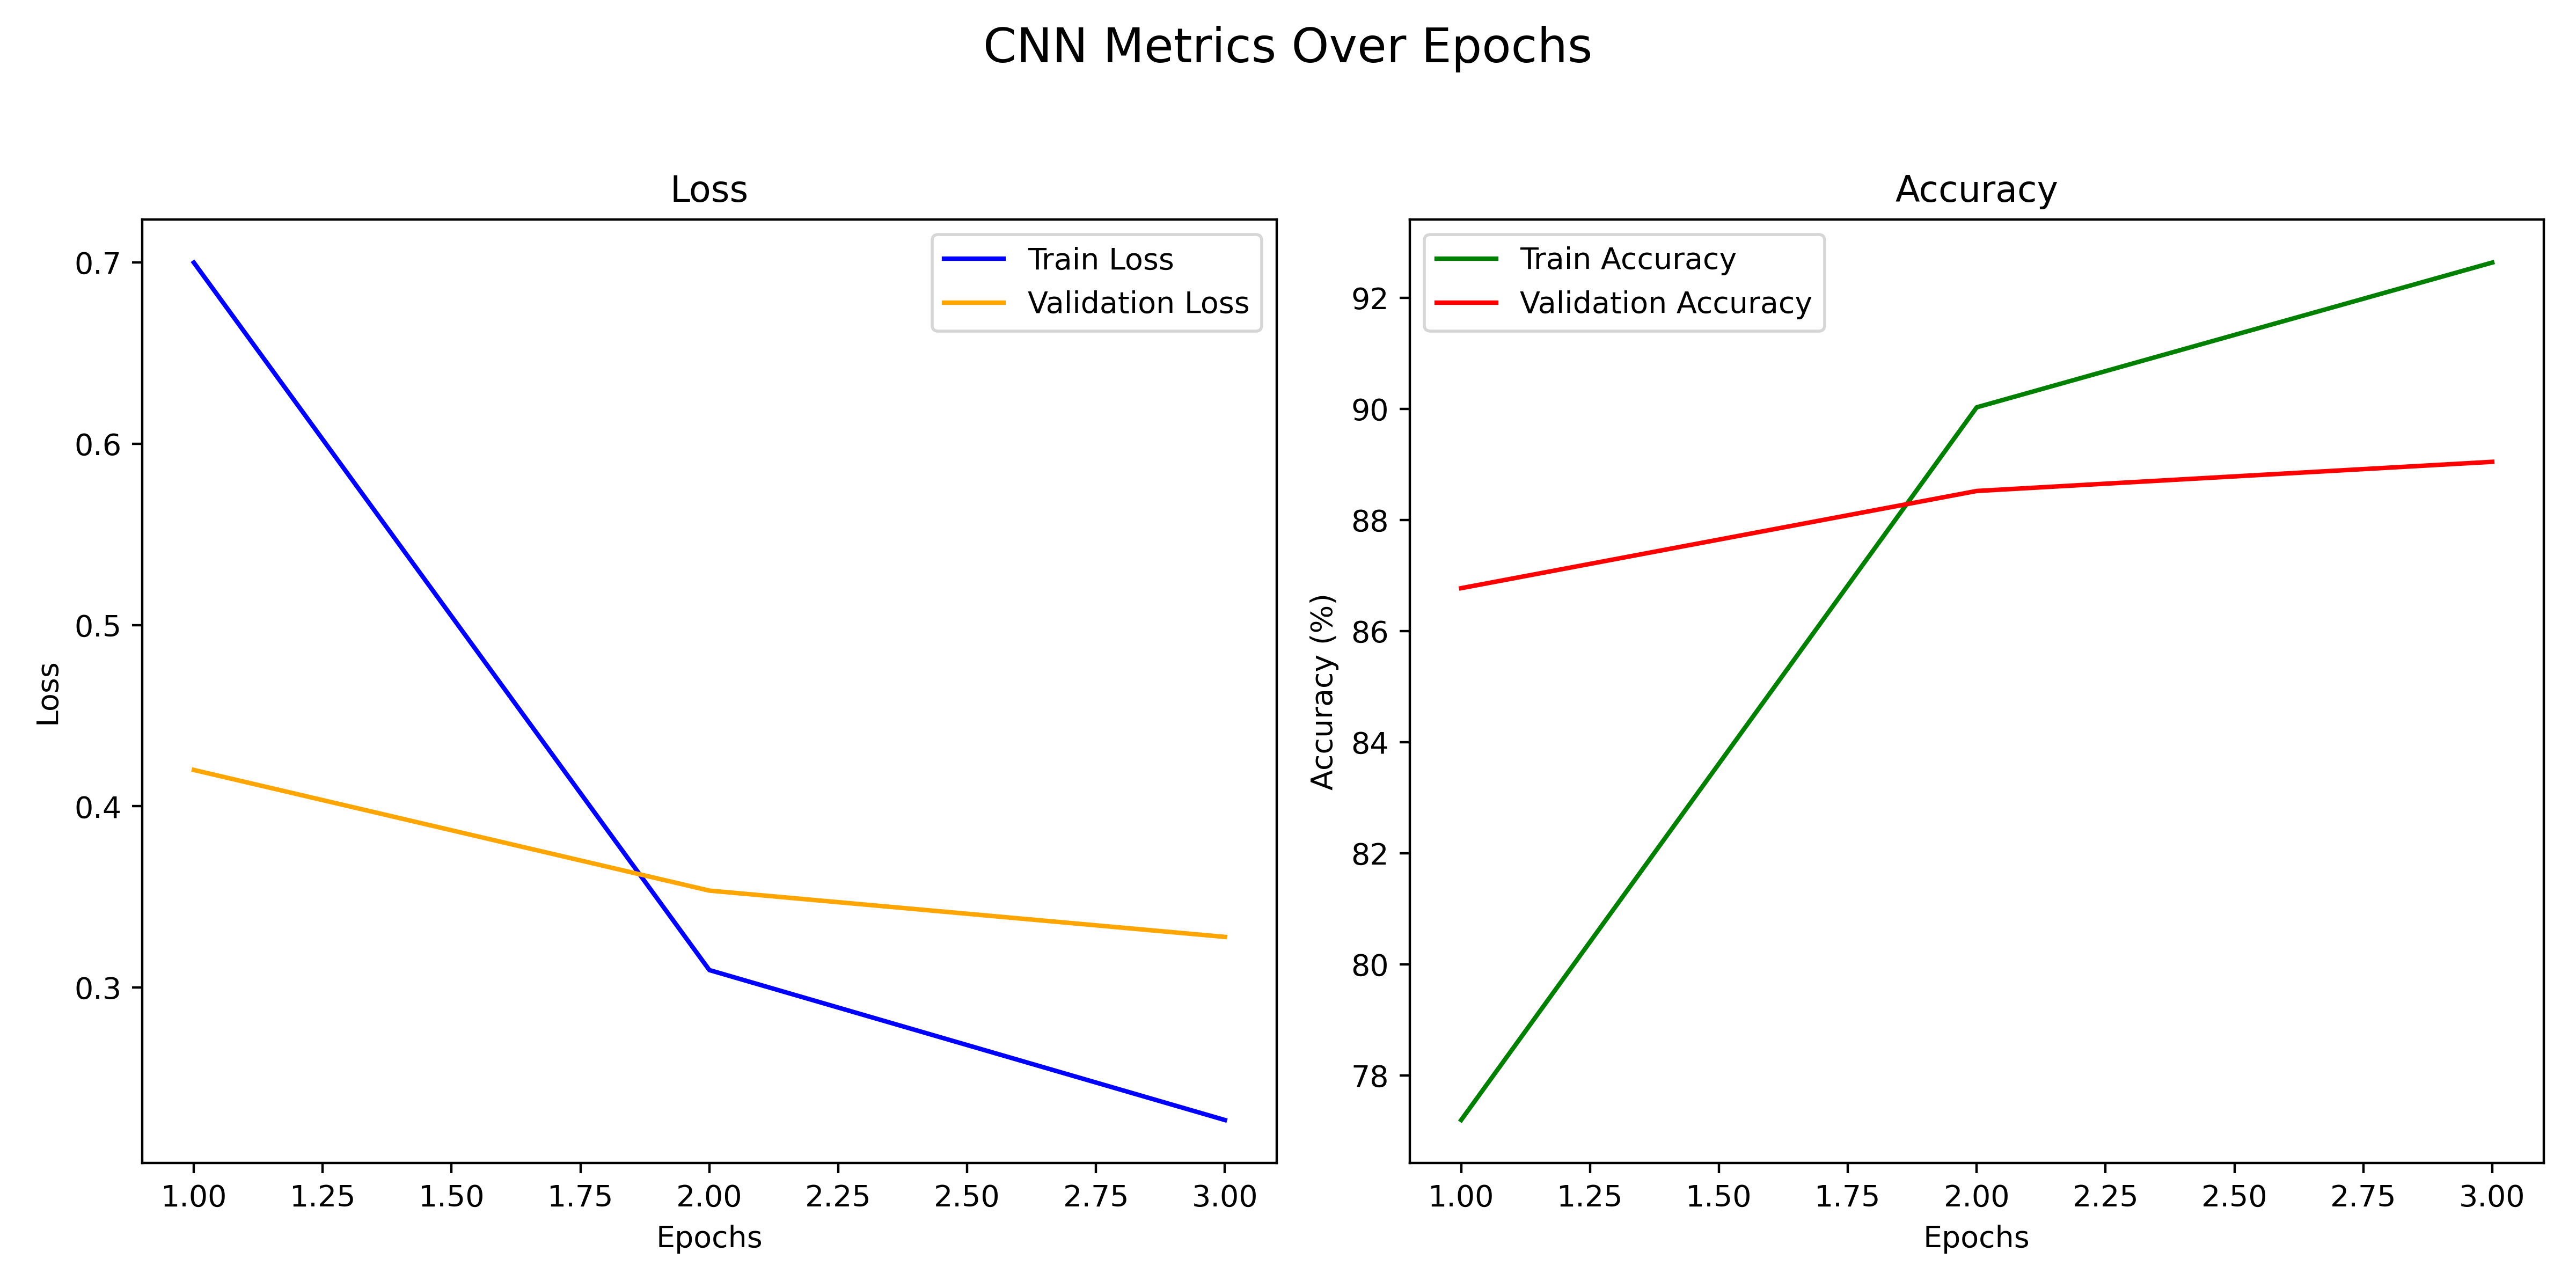 CNN Metrics Over Epochs
Loss
Train Loss
Validation Loss
0.7
0.6
0.5
0.4
0.3
Loss
1.00 1.25 1.50 1.75 2.00 2.25 2.50 2.75 3.00
Epochs
Accuracy
Train Accuracy
Validation Accuracy
92
90
88
86
84
82
80
78
Accuracy (%)
1.00 1.25 1.50 1.75 2.00 2.25 2.50 2.75 3.00
Epochs